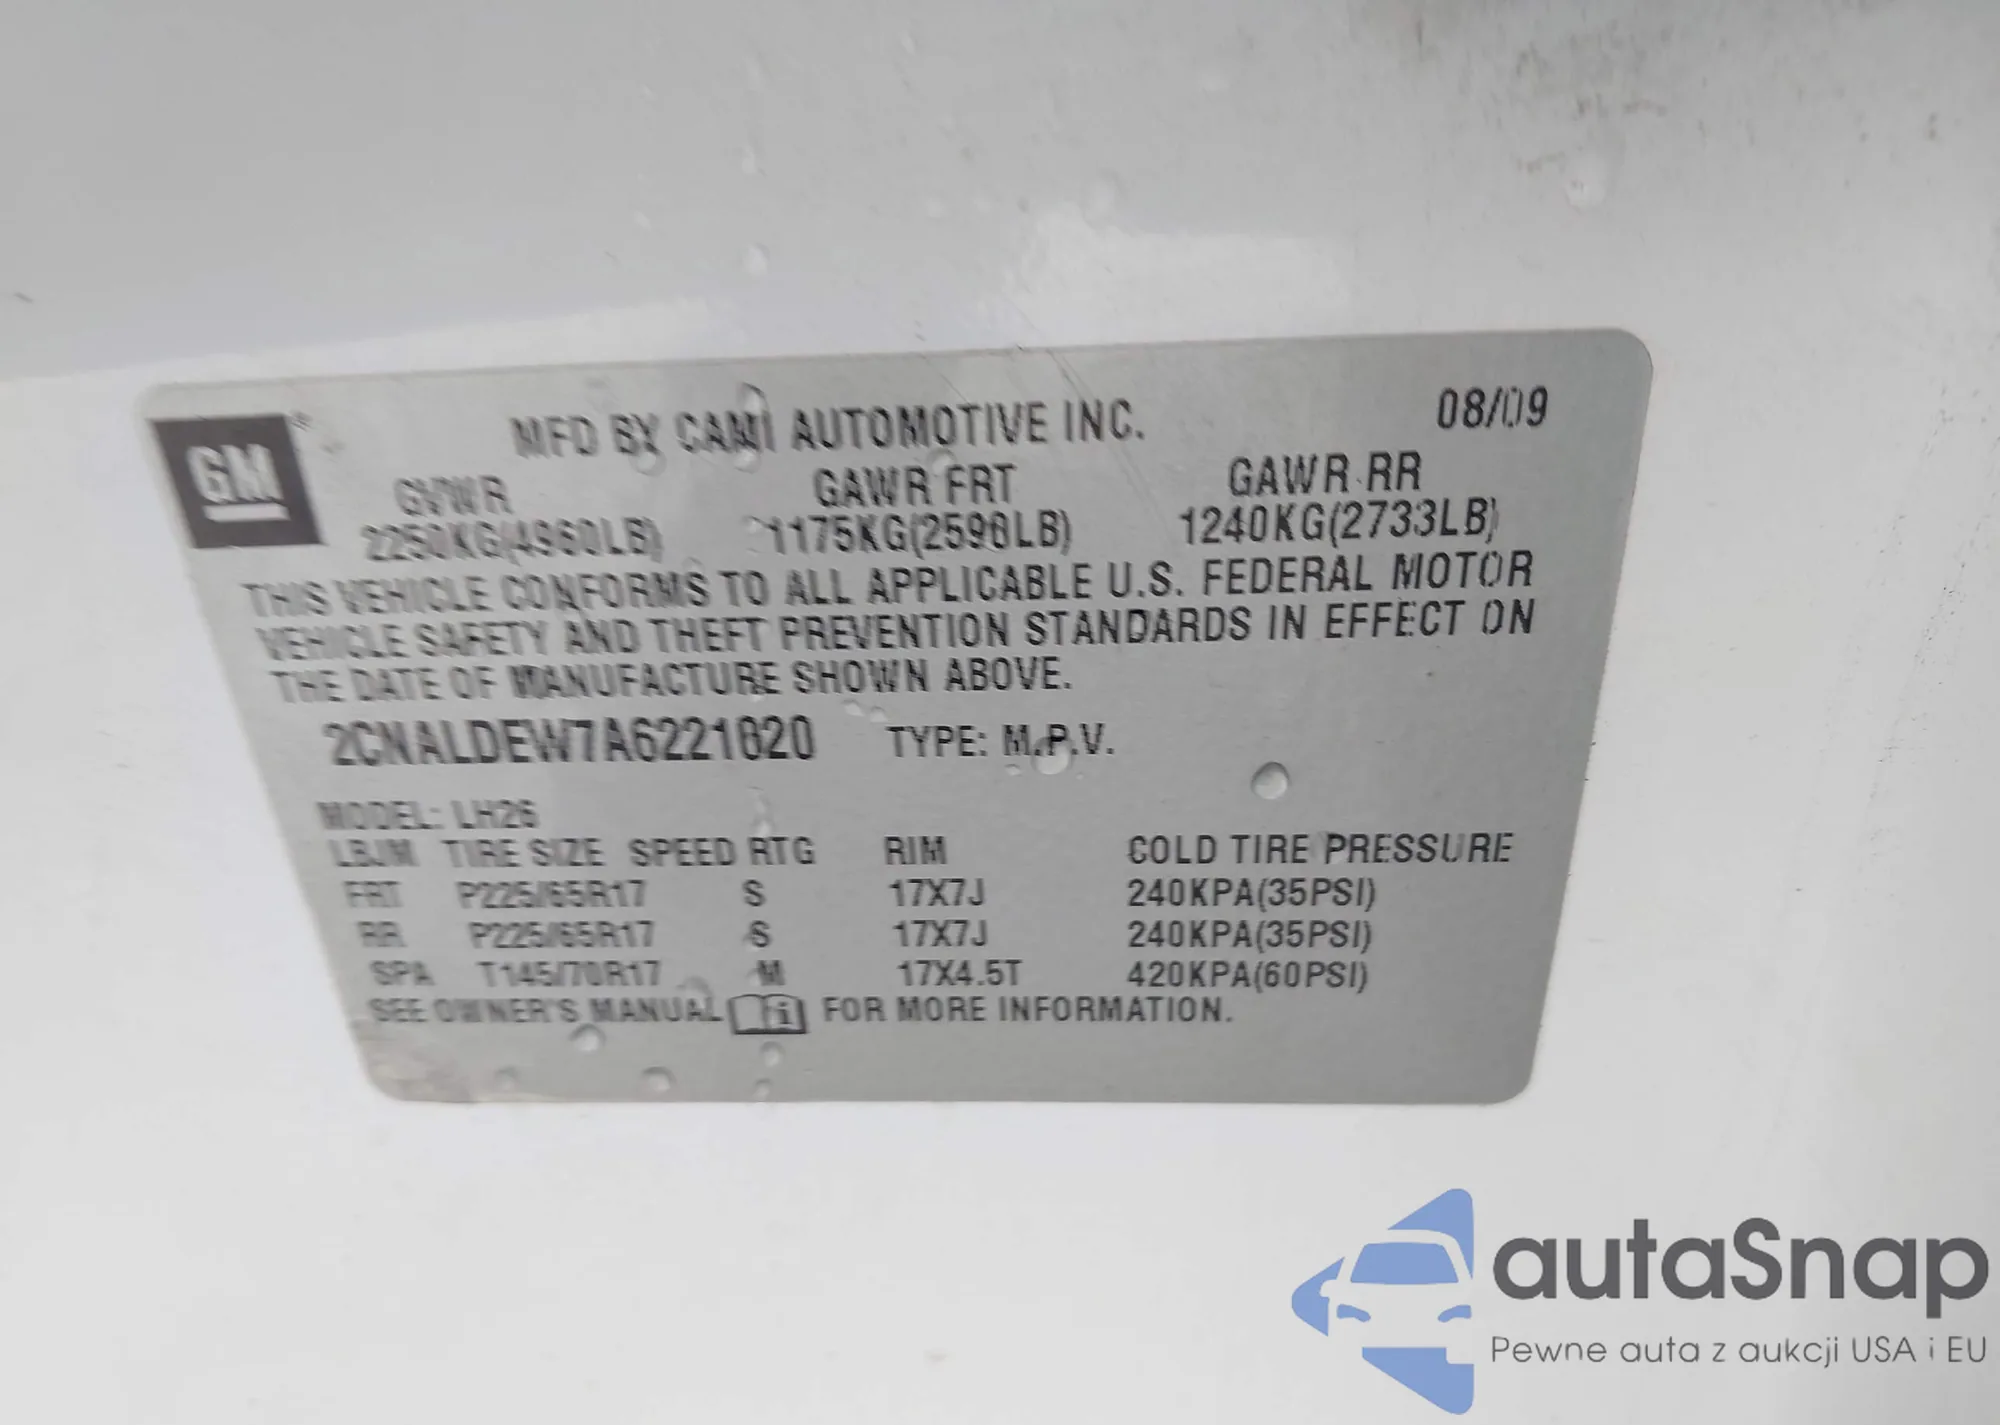 GM
MFD BY CAMI AUTOMOTIVE INC. 08/09
GVWR GAWR FRT GAWR RR
2250KG(4960LB) 1175KG(2590LB) 1240KG(2733LB)
THIS VEHICLE CONFORMS TO ALL APPLICABLE U.S. FEDERAL MOTOR
VEHICLE SAFETY AND THEFT PREVENTION STANDARDS IN EFFECT ON
THE DATE OF MANUFACTURE SHOWN ABOVE.
TYPE: M.P.V.
MODEL: LH26
TIRE SIZE SPEED RTG RIM COLD TIRE PRESSURE
FRT P225/65R17 S 17X7J 240KPA(35PSI)
RR P225/65R17 S 17X7J 240KPA(35PSI)
SPA T145/70R17 M 17X4.5T 420KPA(60PSI)
SEE OWNER'S MANUAL FOR MORE INFORMATION.
autaSnap
Pewne auta z aukcji USA i EU